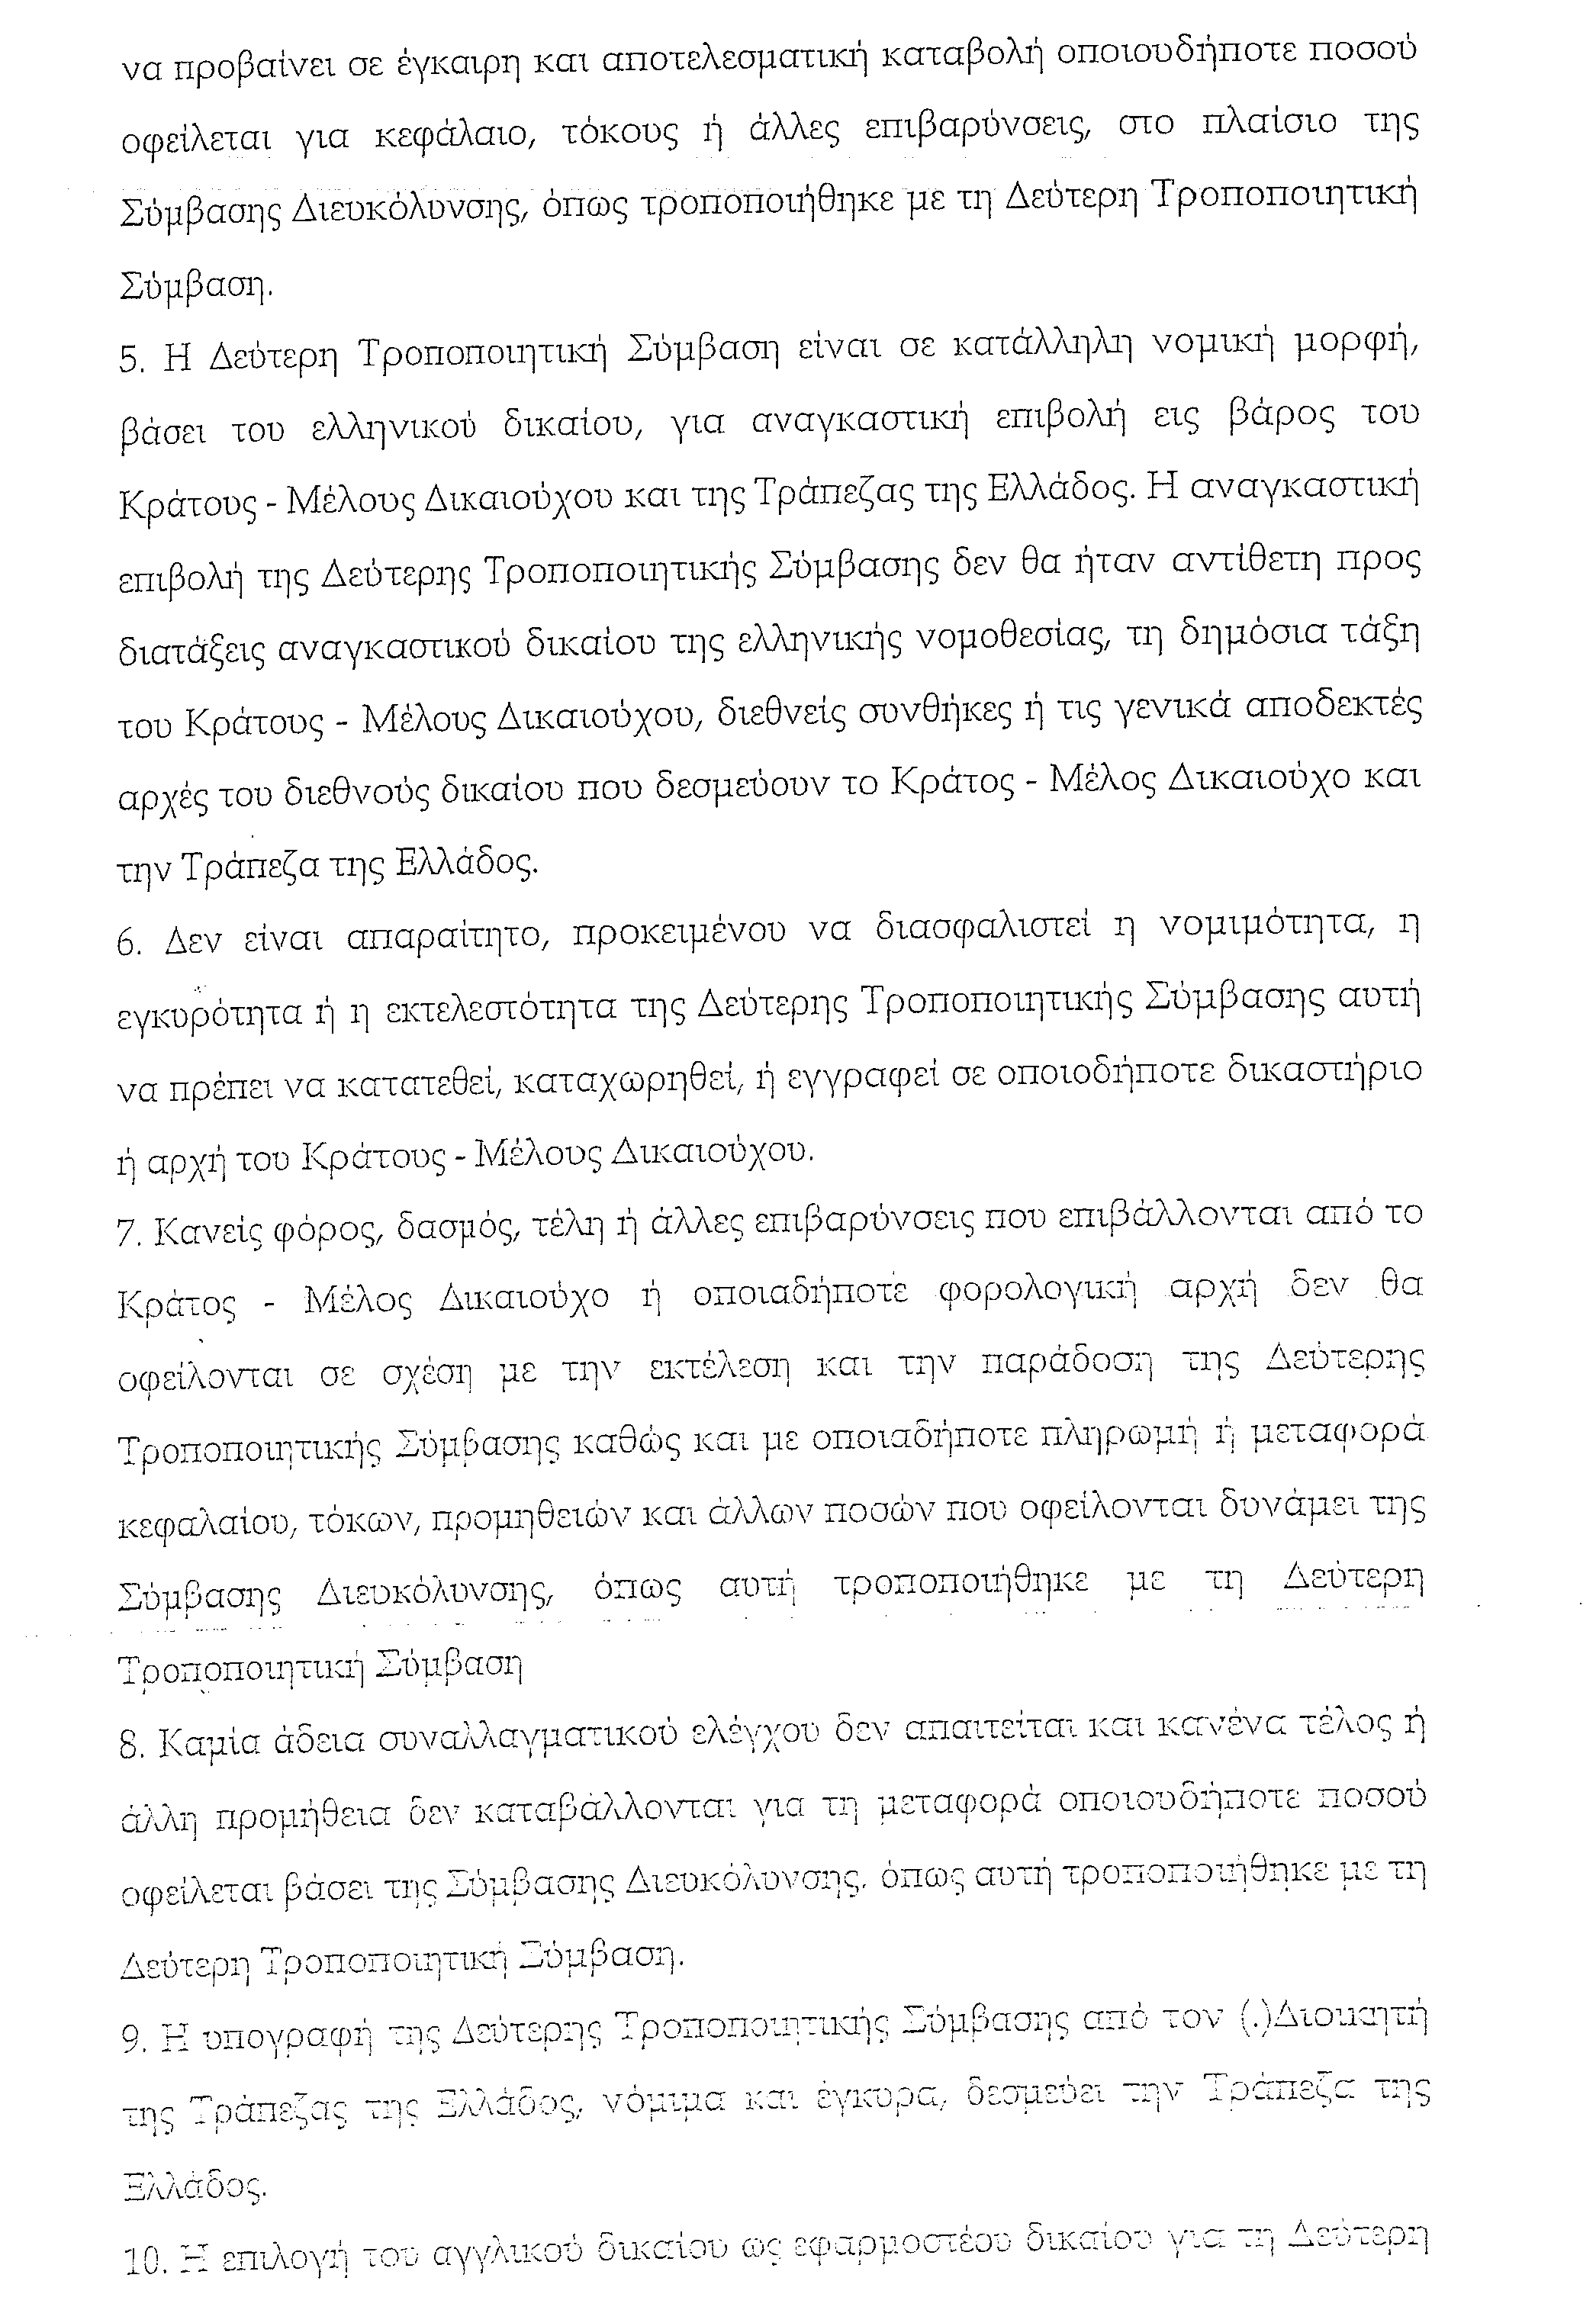 να προβαίνει σε έγκαιρη και αποτελεσματική καταβολή οποιουδήποτε ποσού
οφείλεται για κεφάλαιο, τόκους ή άλλες επιβαρύνσεις, στο πλαίσιο της
Σύμβασης Διευκόλυνσης, όπως τροποποιήθηκε με τη Δεύτερη Τροποποιητική
Σύμβαση.
5. Η Δεύτερη Τροποποιητική Σύμβαση είναι σε κατάλληλη νομική μορφή,
βάσει του ελληνικού δικαίου, για αναγκαστική επιβολή εις βάρος του
Κράτους - Μέλους Δικαιούχου και της Τράπεζας της Ελλάδος. Η αναγκαστική
επιβολή της Δεύτερης Τροποποιητικής Σύμβασης δεν θα ήταν αντίθετη προς
διατάξεις αναγκαστικού δικαίου της ελληνικής νομοθεσίας, τη δημόσια τάξη
του Κράτους - Μέλους Δικαιούχου, διεθνείς συνθήκες ή τις γενικά αποδεκτές
αρχές του διεθνούς δικαίου που δεσμεύουν το Κράτος - Μέλος Δικαιούχο και
την Τράπεζα της Ελλάδος.
6. Δεν είναι απαραίτητο, προκειμένου να διασφαλιστεί η νομιμότητα, η
εγκυρότητα ή η εκτελεστότητα της Δεύτερης Τροποποιητικής Σύμβασης αυτή
να πρέπει να κατατεθεί, καταχωρηθεί, ή εγγραφεί σε οποιοδήποτε δικαστήριο
ή αρχή του Κράτους - Μέλους Δικαιούχου.
7. Κανείς φόρος, δασμός, τέλη ή άλλες επιβαρύνσεις που επιβάλλονται από το
Κράτος - Μέλος Δικαιούχο ή οποιαδήποτε φορολογική αρχή δεν θα
οφείλονται σε σχέση με την εκτέλεση και την παράδοση της Δεύτερης
Τροποποιητικής Σύμβασης καθώς και με οποιαδήποτε πληρωμή ή μεταφορά
κεφαλαίου, τόκων, προμηθειών και άλλων ποσών που οφείλονται δυνάμει της
Σύμβασης Διευκόλυνσης, όπως αυτή τροποποιήθηκε με τη Δεύτερη
Τροποποιητική Σύμβαση
8. Καμία άδεια συναλλαγματικού ελέγχου δεν απαιτείται και κανένα τέλος ή
άλλη προμήθεια δεν καταβάλλονται για τη μεταφορά οποιουδήποτε ποσού
οφείλεται βάσει της Σύμβασης Διευκόλυνσης, όπως αυτή τροποποιήθηκε με τη
Δεύτερη Τροποποιητική Σύμβαση.
9. Η υπογραφή της Δεύτερης Τροποποιητικής Σύμβασης από τον (.)Διοικητή
της Τράπεζας της Ελλάδος, νόμιμα και έγκυρα, δεσμεύει την Τράπεζα της
Ελλάδος.
10. Η επιλογή του αγγλικού δικαίου ως εφαρμοστέου δικαίου για τη Δεύτερη